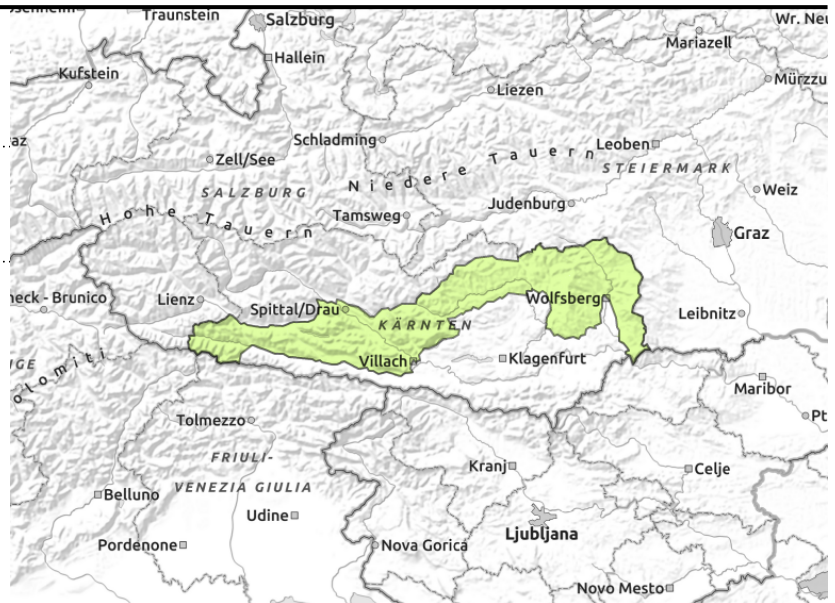 Traunstein
Salzburg
Wr. Neu
Mariazell
Hallein
Kufstein
Mürzzu
Liezen
Schladming
Leoben
Zell/See
Niedere Tauern
STEIERMARK
SALZBURG
Weiz
Hohe Tauern
Tamsweg
Judenburg
Graz
neck - Brunico
Lienz
Wolfsberg
Spittal/Drau
Leibnitz
KÄRNTEN
Villach
Klagenfurt
olomiti
Maribor
Tolmezzo
Pt
FRIULI-
VENEZIA GIULIA
Kranj
Celje
Belluno
Udine
Ljubljana
Pordenone
Nova Gorica
Novo Mesto